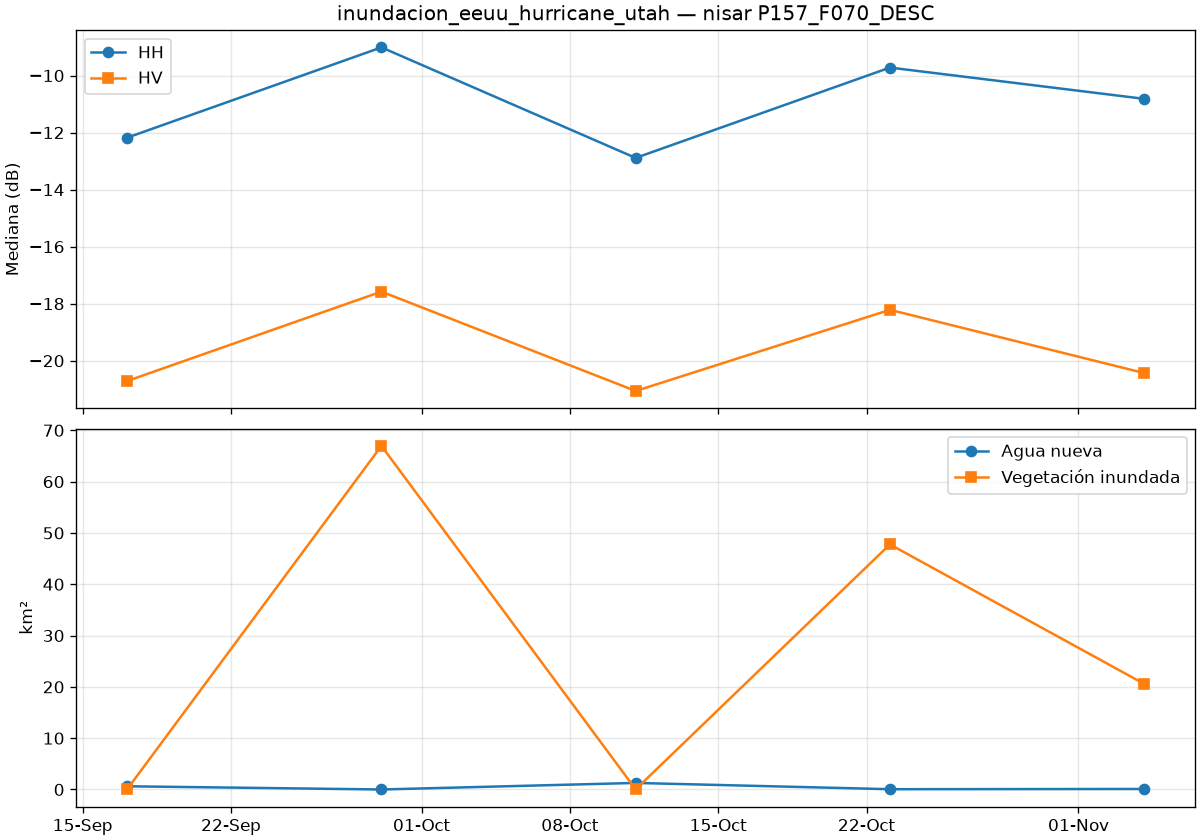 inundacion_eeuu_hurricane_utah — nisar P157_F070_DESC
HH
HV
Mediana (dB)
−10
−12
−14
−16
−18
−20
Agua nueva
Vegetación inundada
km²
70
60
50
40
30
20
10
0
15-Sep 22-Sep 01-Oct 08-Oct 15-Oct 22-Oct 01-Nov